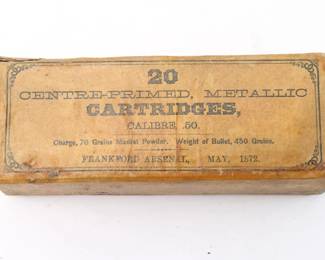 20
CENTRE-PRIMED, METALLIC
CARTRIDGES,
CALIBRE .50.
Charge, 70 Grains Musket Powder. Weight of Bullet, 450 Grains.
FRANKFORD ARSENAL, MAY, 1872.